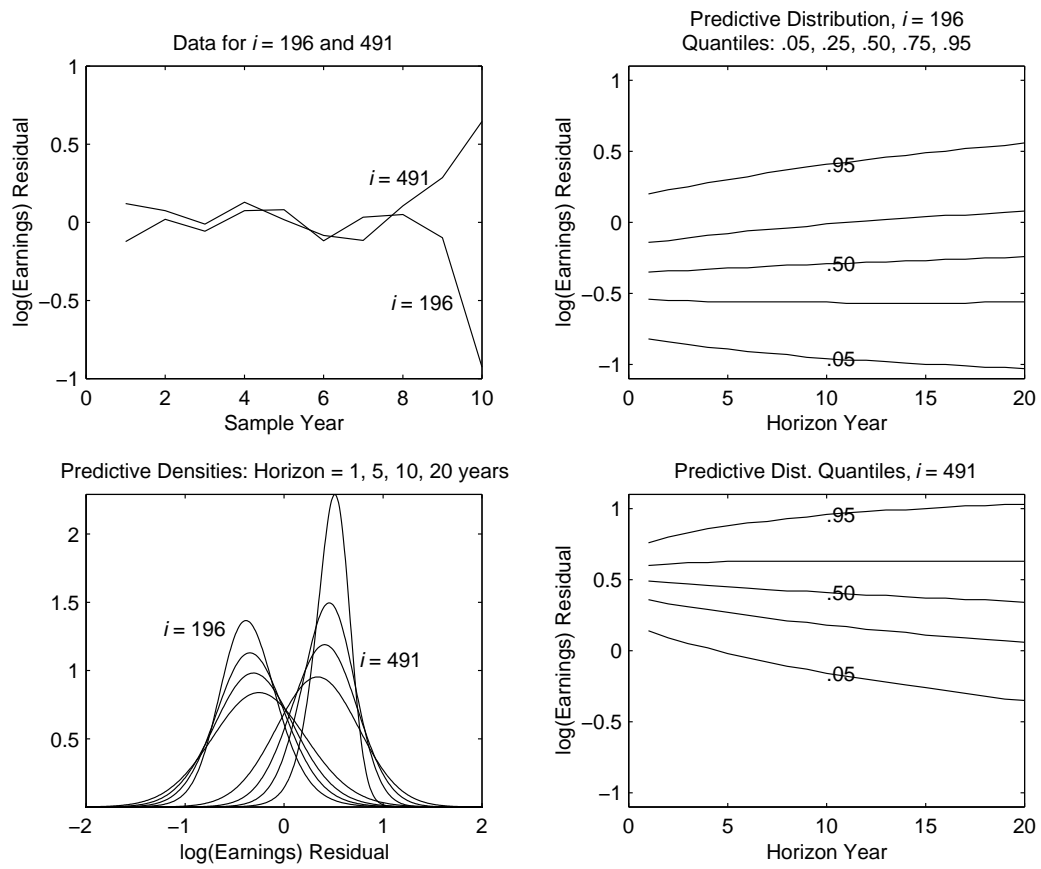 Data for i = 196 and 491
log(Earnings) Residual
1
0.5
0
−0.5
−1
i = 491
i = 196
0
2
4
6
8
10
Sample Year
Predictive Distribution, i = 196
Quantiles: .05, .25, .50, .75, .95
log(Earnings) Residual
1
0.5
0
−0.5
−1
.95
.50
.05
0
5
10
15
20
Horizon Year
Predictive Densities: Horizon = 1, 5, 10, 20 years
2
1.5
1
0.5
i = 196
i = 491
−2
−1
0
1
2
log(Earnings) Residual
Predictive Dist. Quantiles, i = 491
log(Earnings) Residual
1
0.5
0
−0.5
−1
.95
.50
.05
0
5
10
15
20
Horizon Year